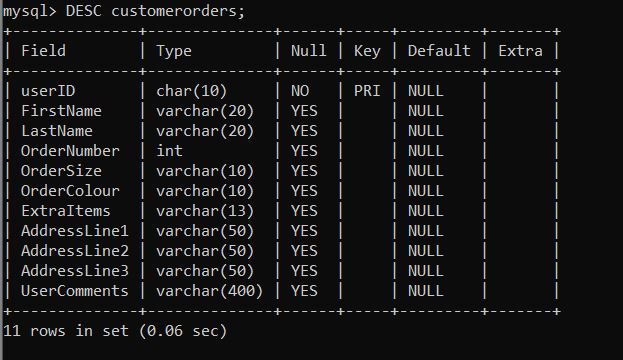 mysql> DESC customerorders;
+--------------+--------------+------+-----+---------+-------+
| Field        | Type         | Null | Key | Default | Extra |
+--------------+--------------+------+-----+---------+-------+
| userID       | char(10)     | NO   | PRI | NULL    |       |
| FirstName    | varchar(20)  | YES  |     | NULL    |       |
| LastName     | varchar(20)  | YES  |     | NULL    |       |
| OrderNumber  | int          | YES  |     | NULL    |       |
| OrderSize    | varchar(10)  | YES  |     | NULL    |       |
| OrderColour  | varchar(10)  | YES  |     | NULL    |       |
| ExtraItems   | varchar(13)  | YES  |     | NULL    |       |
| AddressLine1 | varchar(50)  | YES  |     | NULL    |       |
| AddressLine2 | varchar(50)  | YES  |     | NULL    |       |
| AddressLine3 | varchar(50)  | YES  |     | NULL    |       |
| UserComments | varchar(400) | YES  |     | NULL    |       |
+--------------+--------------+------+-----+---------+-------+
11 rows in set (0.06 sec)